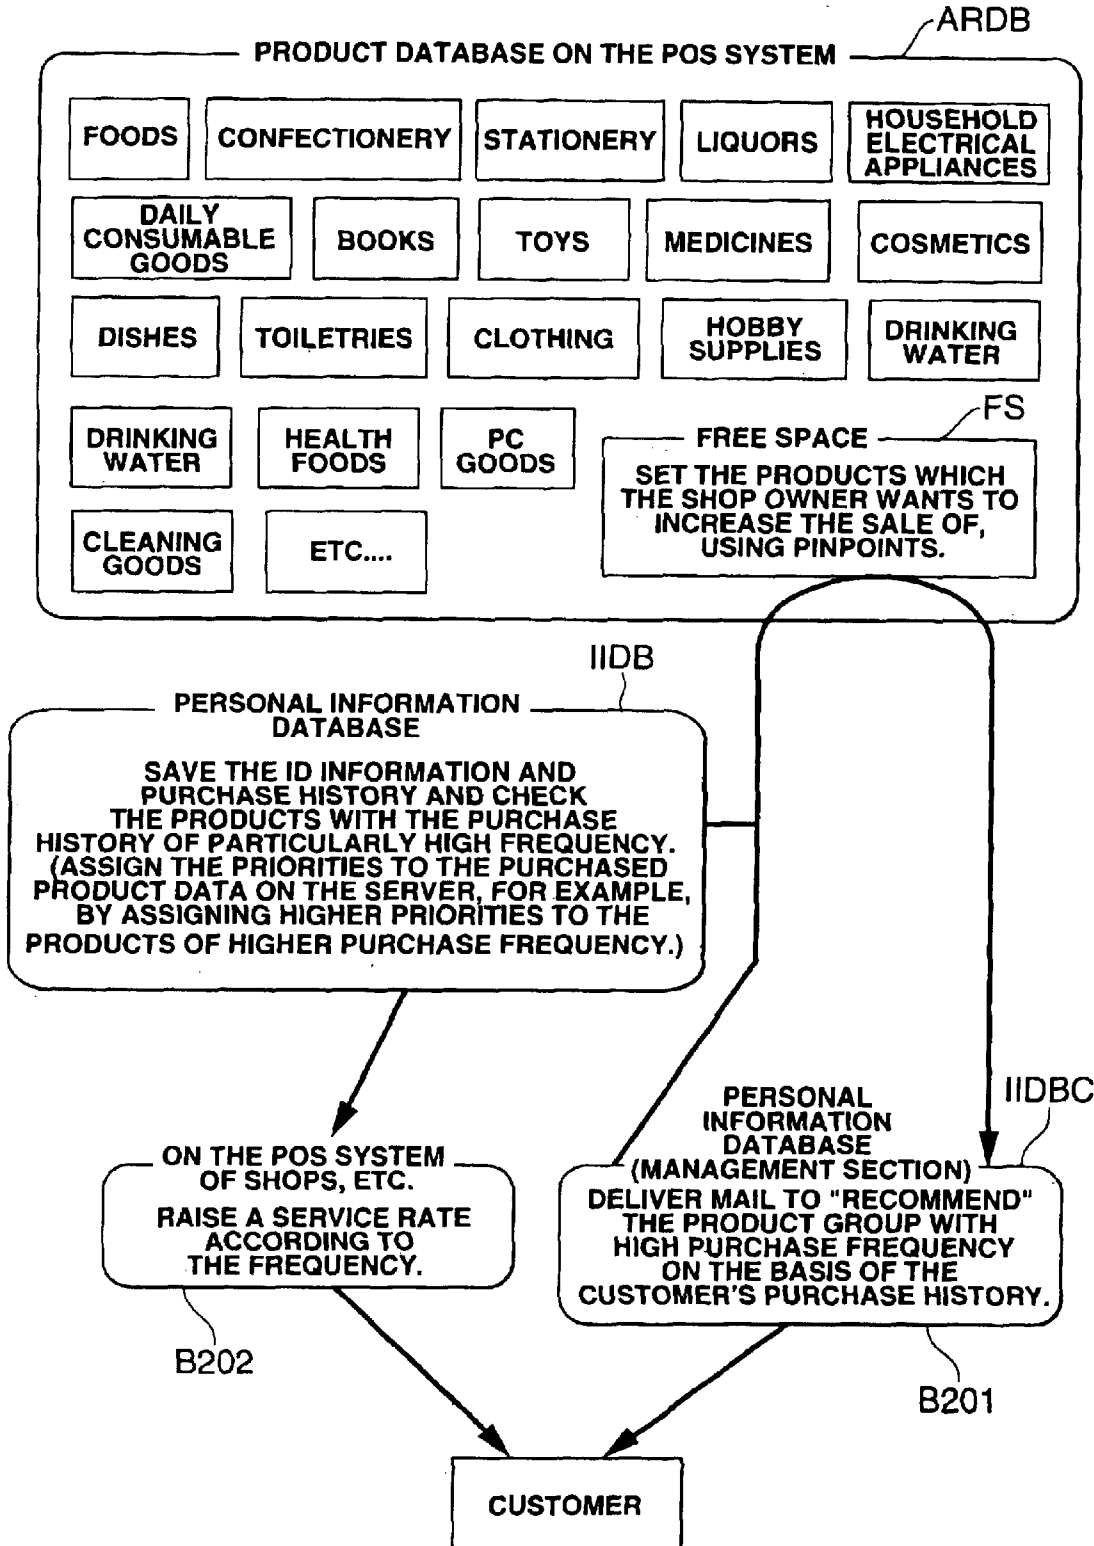 ARDB
PRODUCT DATABASE ON THE POS SYSTEM
FOODS
CONFECTIONERY
STATIONERY
LIQUORS
HOUSEHOLD
ELECTRICAL
APPLIANCES
DAILY
CONSUMABLE
GOODS
BOOKS
TOYS
MEDICINES
COSMETICS
DISHES
TOILETRIES
CLOTHING
HOBBY
SUPPLIES
DRINKING
WATER
DRINKING
WATER
HEALTH
FOODS
PC
GOODS
CLEANING
GOODS
ETC....
FS
FREE SPACE
SET THE PRODUCTS WHICH
THE SHOP OWNER WANTS TO
INCREASE THE SALE OF,
USING PINPOINTS.
IIDB
PERSONAL INFORMATION
DATABASE
SAVE THE ID INFORMATION AND
PURCHASE HISTORY AND CHECK
THE PRODUCTS WITH THE PURCHASE
HISTORY OF PARTICULARLY HIGH FREQUENCY.
(ASSIGN THE PRIORITIES TO THE PURCHASED
PRODUCT DATA ON THE SERVER, FOR EXAMPLE,
BY ASSIGNING HIGHER PRIORITIES TO THE
PRODUCTS OF HIGHER PURCHASE FREQUENCY.)
ON THE POS SYSTEM
OF SHOPS, ETC.
RAISE A SERVICE RATE
ACCORDING TO
THE FREQUENCY.
B202
IIDBC
PERSONAL
INFORMATION
DATABASE
(MANAGEMENT SECTION)
DELIVER MAIL TO "RECOMMEND"
THE PRODUCT GROUP WITH
HIGH PURCHASE FREQUENCY
ON THE BASIS OF THE
CUSTOMER'S PURCHASE HISTORY.
B201
CUSTOMER